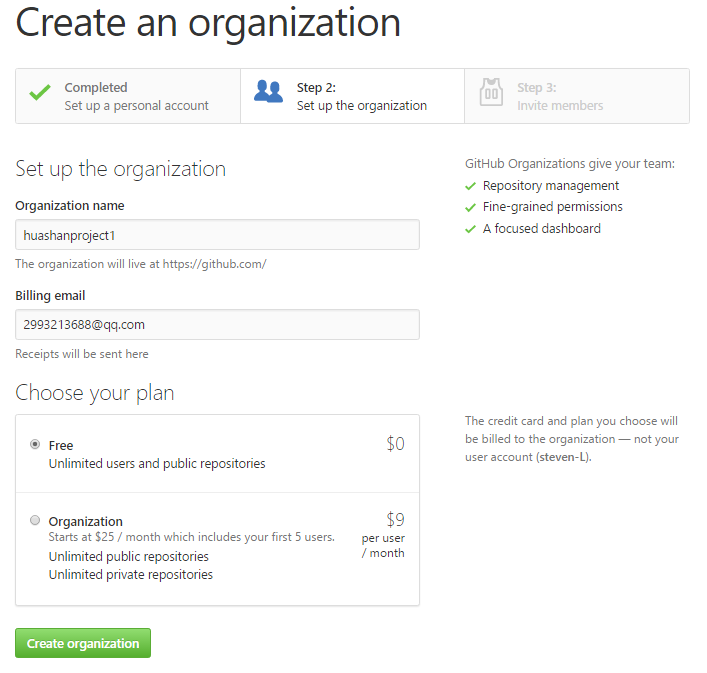 Create an organization
Completed
Set up a personal account
Step 2:
Set up the organization
Step 3:
Invite members
Set up the organization
Organization name
huashanproject1
The organization will live at https://github.com/
Billing email
2993213688@qq.com
Receipts will be sent here
GitHub Organizations give your team:
Repository management
Fine-grained permissions
A focused dashboard
Choose your plan
Free
$0
Unlimited users and public repositories
Organization
$9
Starts at $25 / month which includes your first 5 users.
per user
/ month
Unlimited public repositories
Unlimited private repositories
The credit card and plan you choose will
be billed to the organization — not your
user account (steven-L).
Create organization